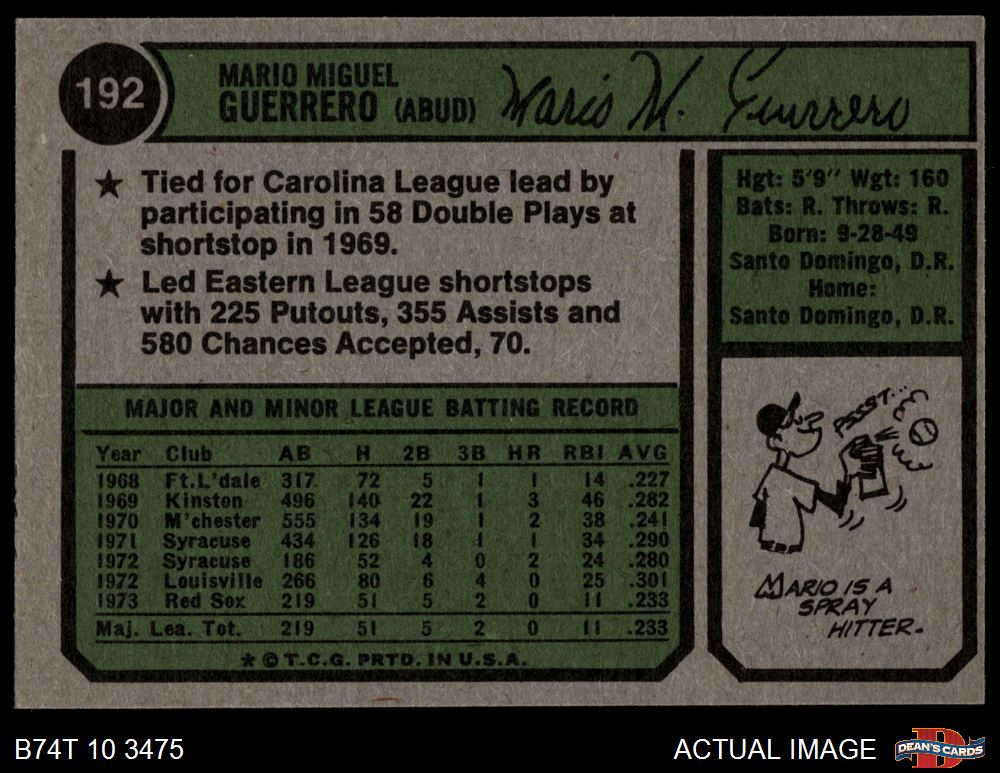 192
MARIO MIGUEL
GUERRERO (ABUD)
Mario M. Guerrero
★ Tied for Carolina League lead by
participating in 58 Double Plays at
shortstop in 1969.
★ Led Eastern League shortstops
with 225 Putouts, 355 Assists and
580 Chances Accepted, 70.
MAJOR AND MINOR LEAGUE BATTING RECORD
Year Club AB H 2B 3B HR RBI AVG
1968 Ft.L'dale 317 72 5 1 1 14 .227
1969 Kinston 496 140 22 1 3 46 .282
1970 M'chester 555 134 19 1 2 38 .241
1971 Syracuse 434 126 18 1 1 34 .290
1972 Syracuse 186 52 4 0 2 24 .280
1972 Louisville 266 80 6 4 0 25 .301
1973 Red Sox 219 51 5 2 0 11 .233
Maj. Lea. Tot. 219 51 5 2 0 11 .233
* © T.C.G. PRTD. IN U.S.A.
Hgt: 5'9" Wgt: 160
Bats: R. Throws: R.
Born: 9-28-49
Santo Domingo, D.R.
Home:
Santo Domingo, D.R.
PSSST..
MARIO IS A
SPRAY
HITTER.
B74T 10 3475
ACTUAL IMAGE
D
DEAN'S CARDS